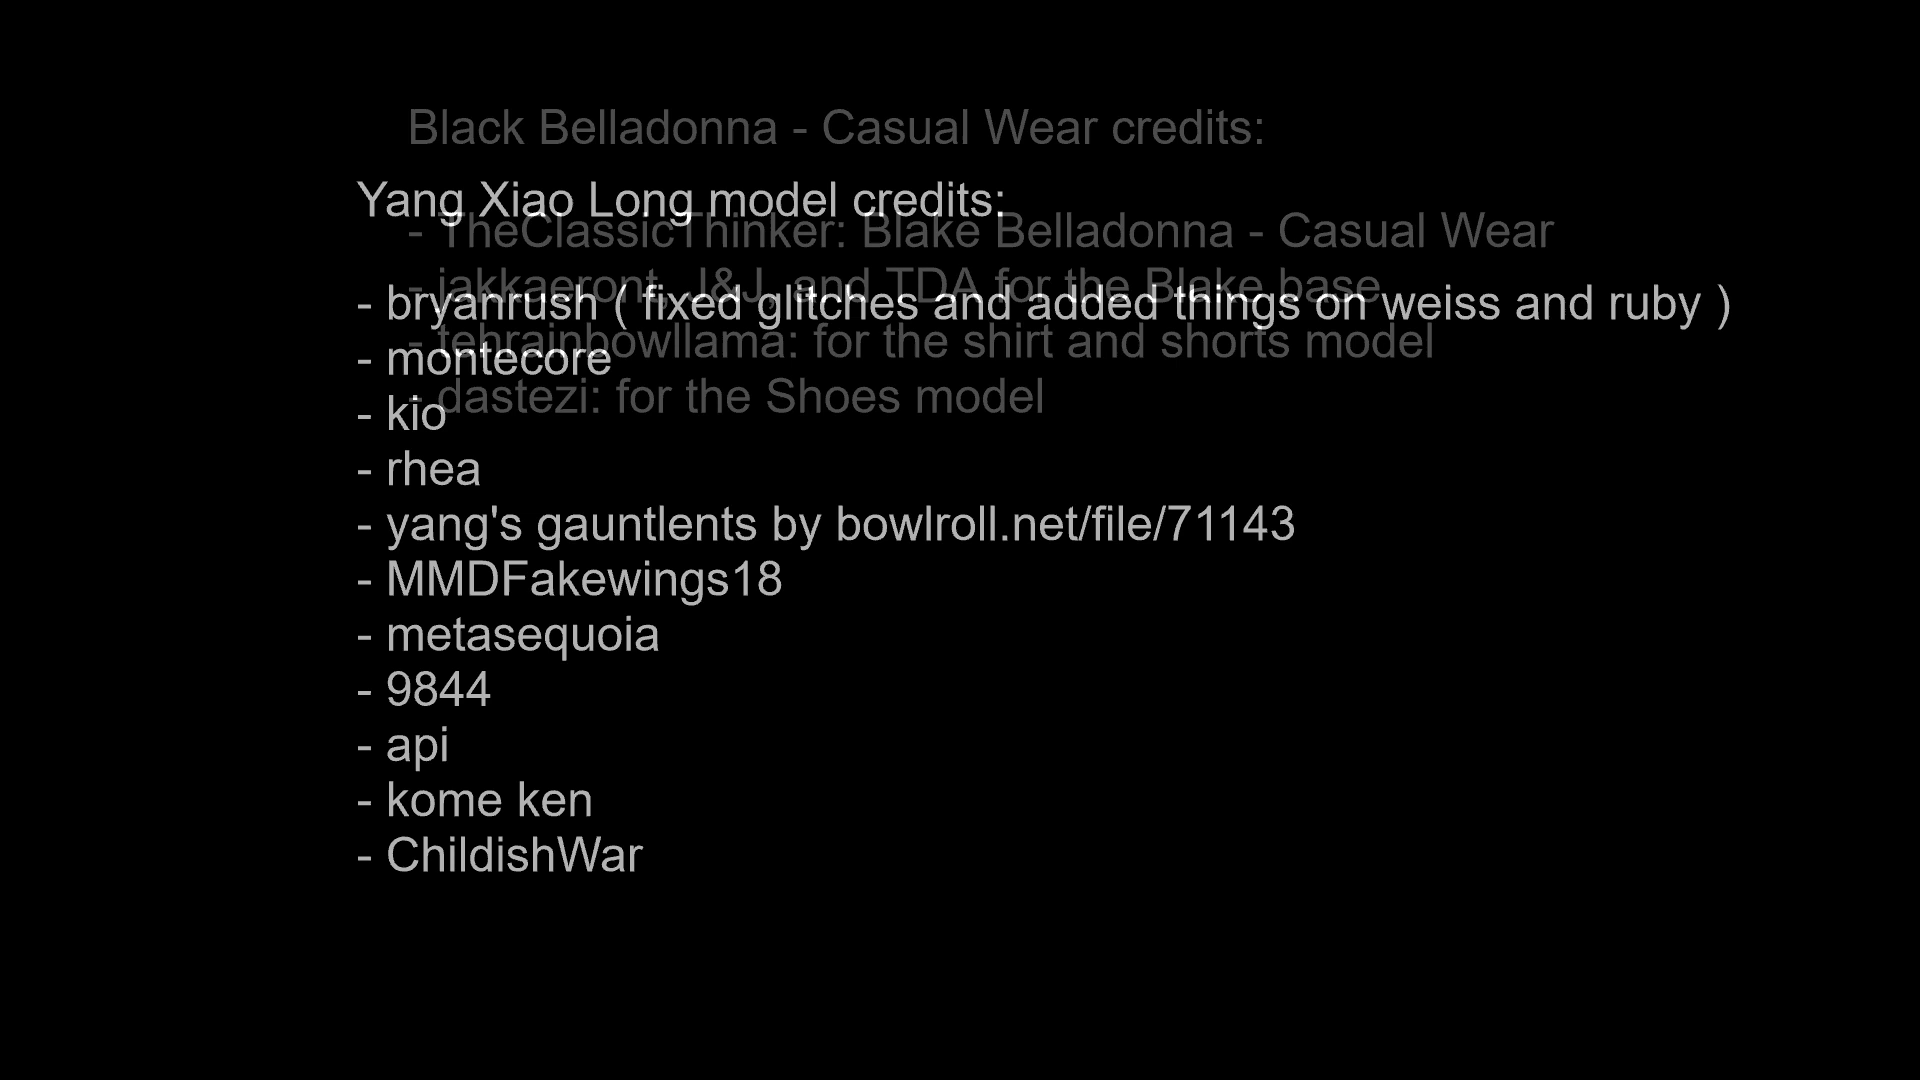 Black Belladonna - Casual Wear credits:
- TheClassicThinker: Blake Belladonna - Casual Wear
- jakkaeront, J&J, and TDA for the Blake base
- tehrainbowllama: for the shirt and shorts model
- dastezi: for the Shoes model
Yang Xiao Long model credits:
- bryanrush ( fixed glitches and added things on weiss and ruby )
- montecore
- kio
- rhea
- yang's gauntlents by bowlroll.net/file/71143
- MMDFakewings18
- metasequoia
- 9844
- api
- kome ken
- ChildishWar